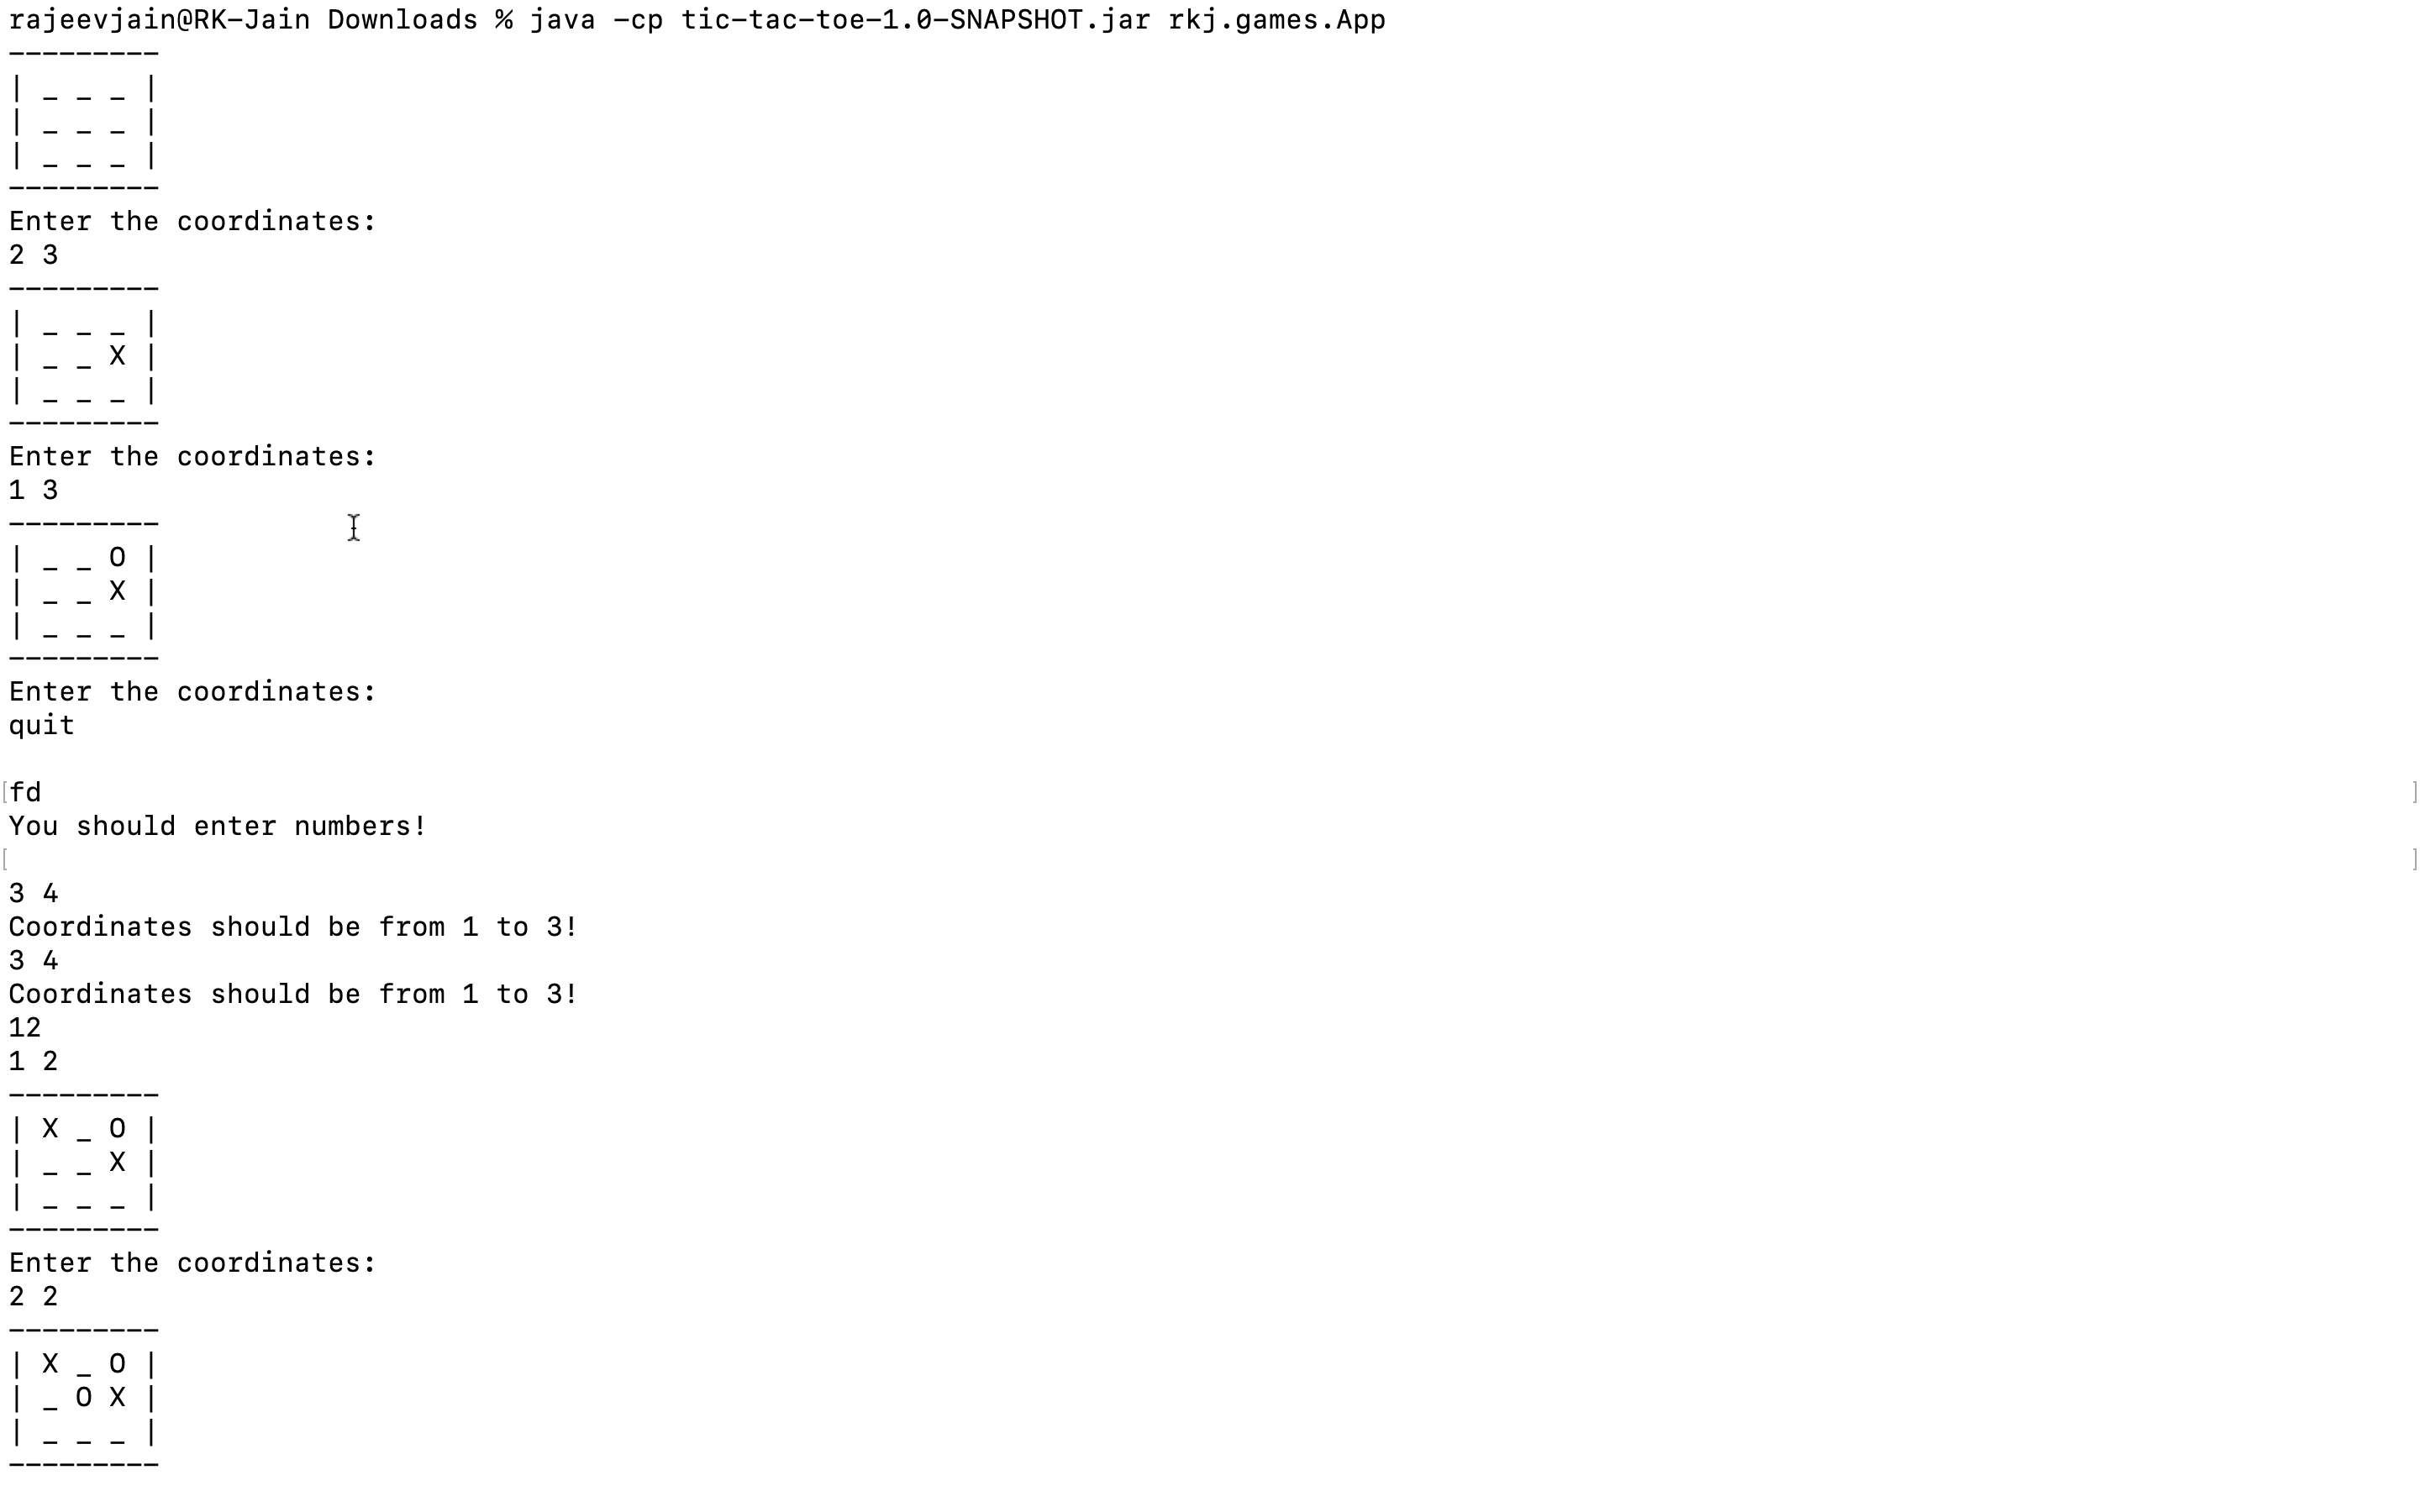 rajeevjain@RK-Jain Downloads % java -cp tic-tac-toe-1.0-SNAPSHOT.jar rkj.games.App
---------
| _ _ _ |
| _ _ _ |
| _ _ _ |
---------
Enter the coordinates:
2 3
---------
| _ _ _ |
| _ _ X |
| _ _ _ |
---------
Enter the coordinates:
1 3
---------
| _ _ O |
| _ _ X |
| _ _ _ |
---------
Enter the coordinates:
quit

[fd ]
You should enter numbers!
[ ]
3 4
Coordinates should be from 1 to 3!
3 4
Coordinates should be from 1 to 3!
12
1 2
---------
| X _ O |
| _ _ X |
| _ _ _ |
---------
Enter the coordinates:
2 2
---------
| X _ O |
| _ O X |
| _ _ _ |
---------